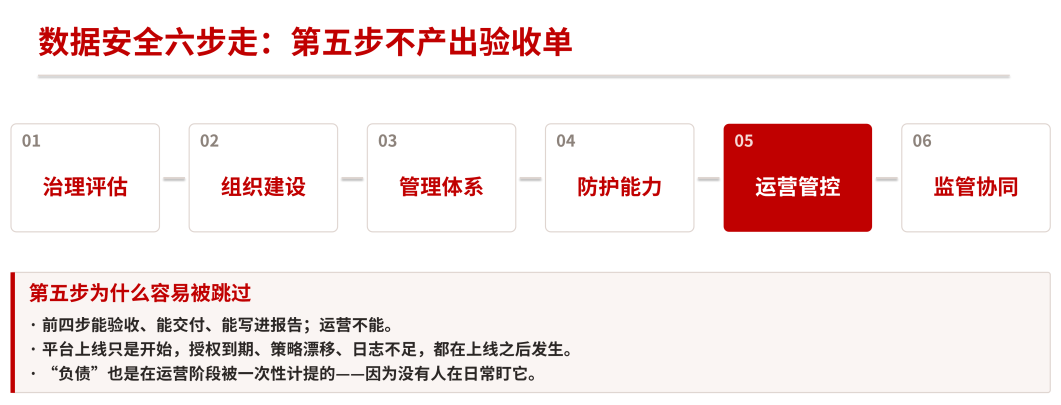 数据安全六步走：第五步不产出验收单
01
治理评估
02
组织建设
03
管理体系
04
防护能力
05
运营管控
06
监管协同
第五步为什么容易被跳过
· 前四步能验收、能交付、能写进报告；运营不能。
· 平台上线只是开始，授权到期、策略漂移、日志不足，都在上线之后发生。
· “负债”也是在运营阶段被一次性计提的——因为没有人在日常盯它。